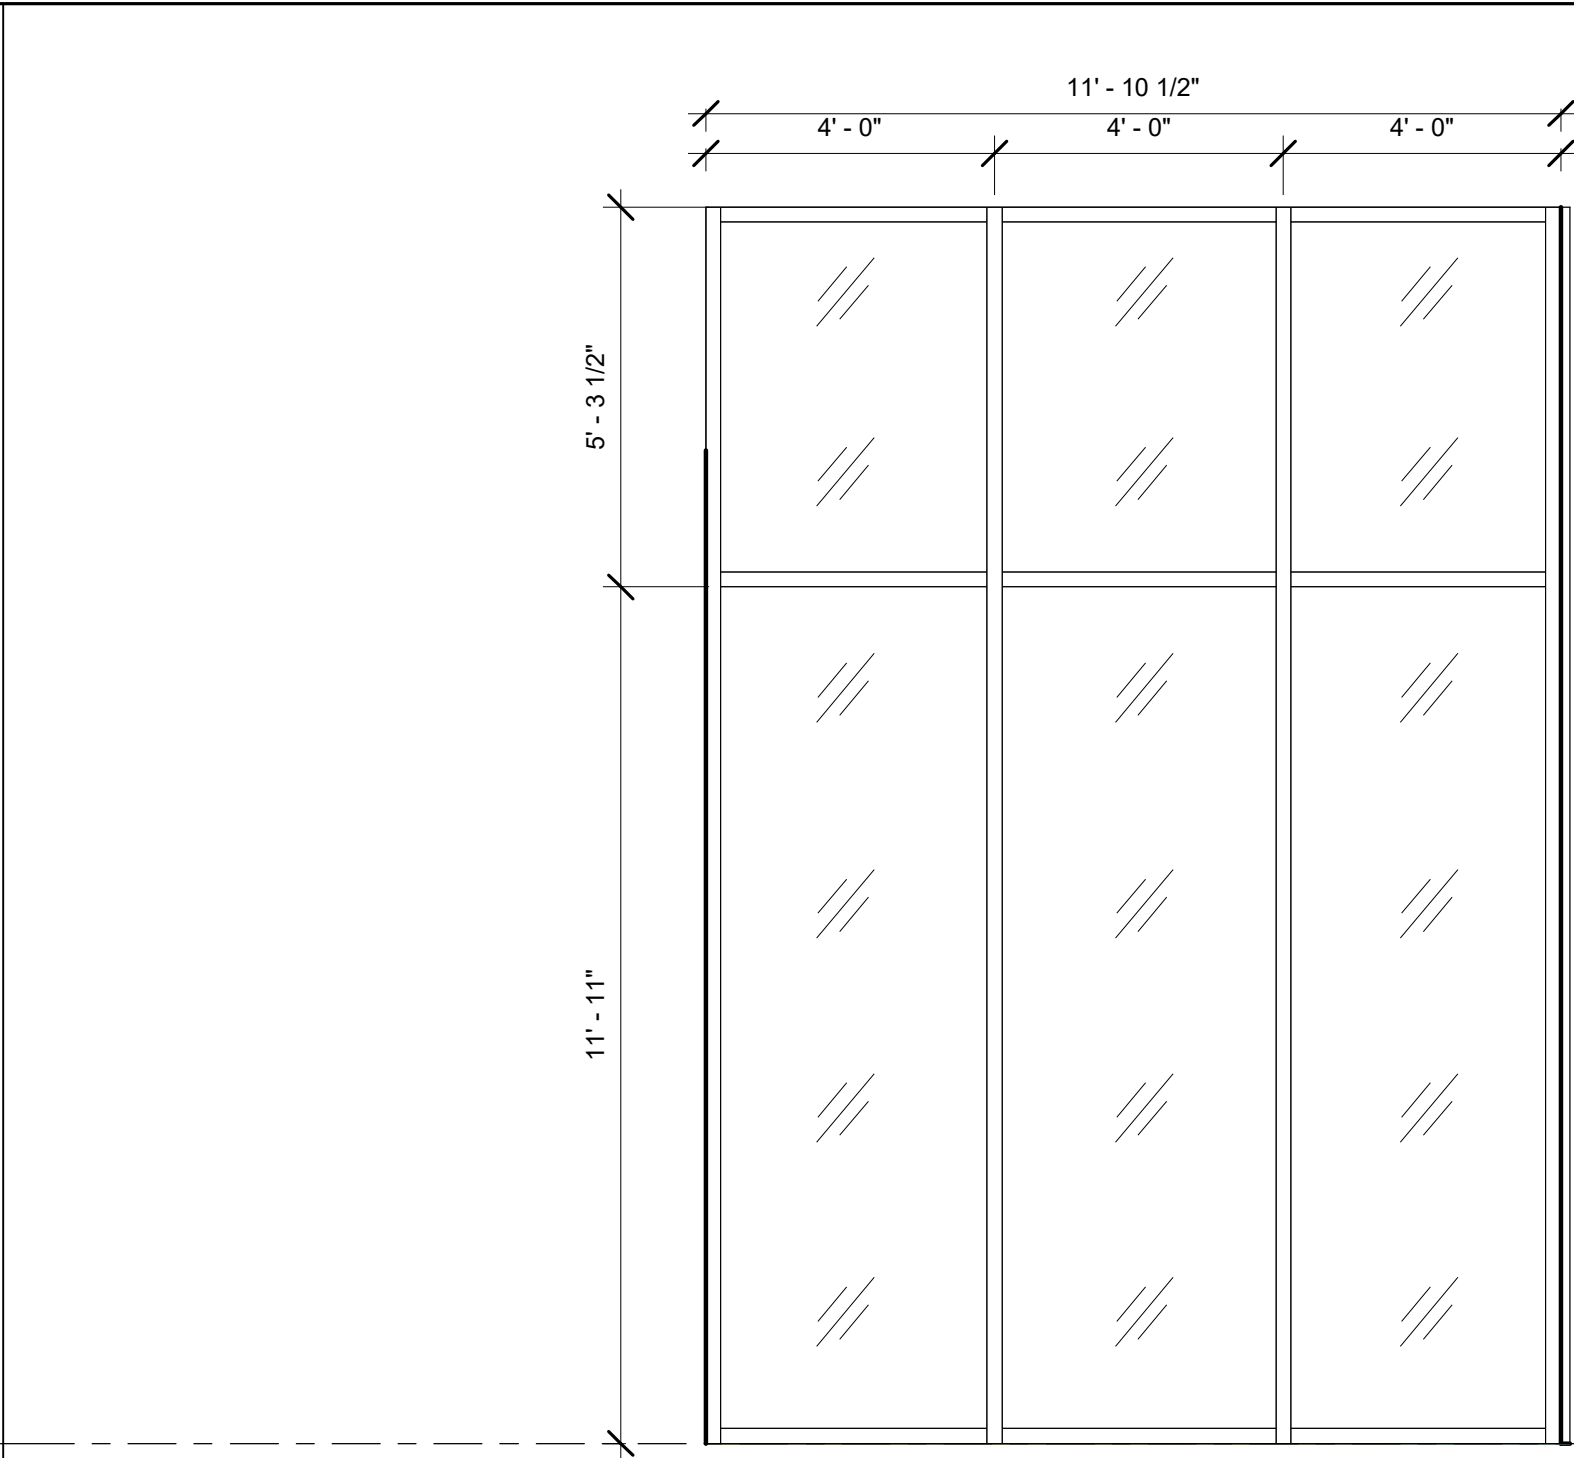 11' - 10 1/2"
4' - 0"
4' - 0"
4' - 0"
5' - 3 1/2"
11' - 11"